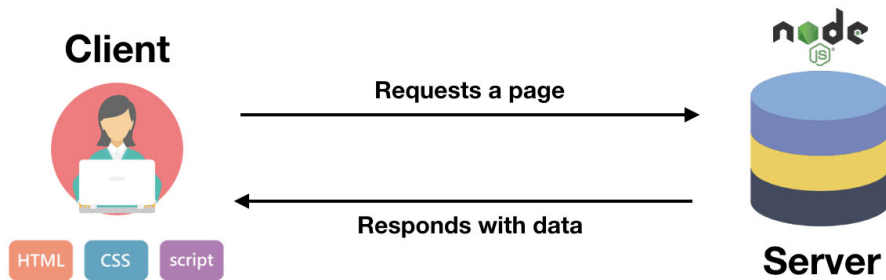 Client
node
JS
Requests a page
Responds with data
HTML
CSS
script
Server